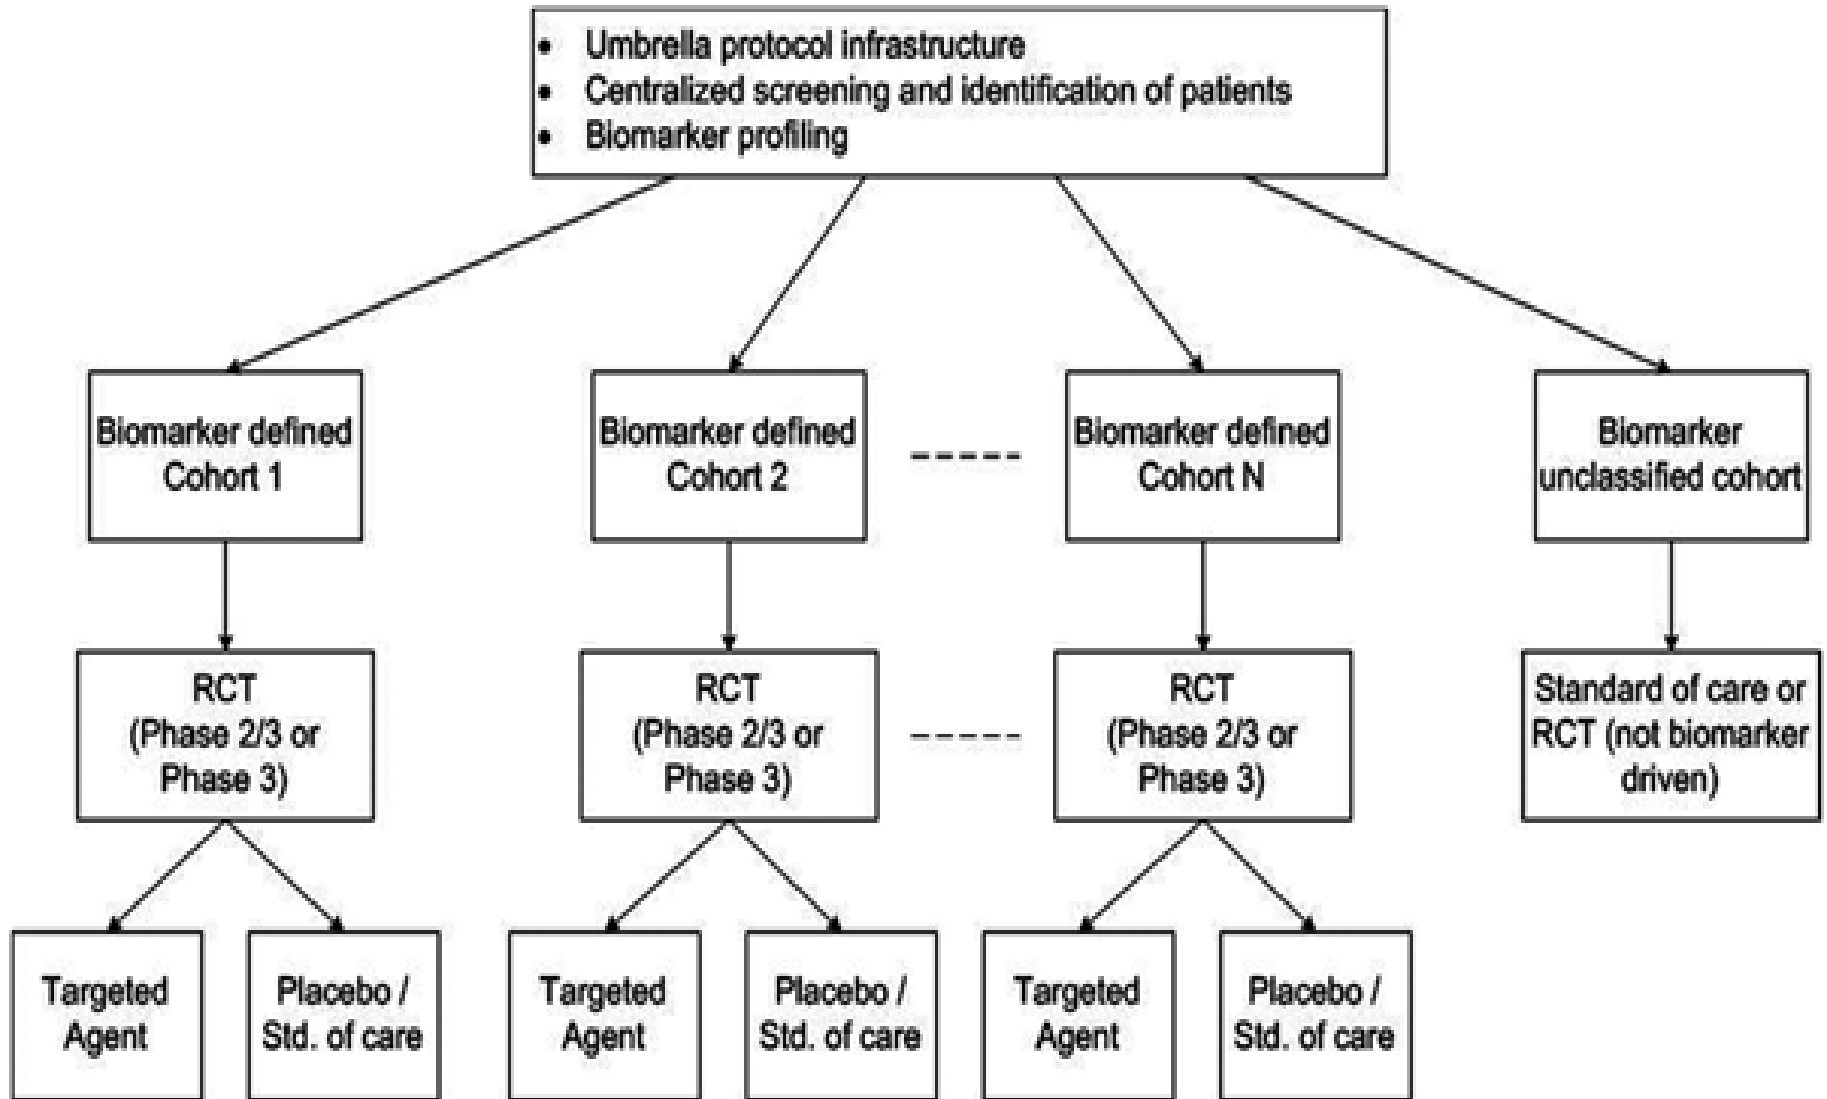 • Umbrella protocol infrastructure
• Centralized screening and identification of patients
• Biomarker profiling
Biomarker defined
Cohort 1
Biomarker defined
Cohort 2
Biomarker defined
Cohort N
Biomarker
unclassified cohort
RCT
(Phase 2/3 or
Phase 3)
RCT
(Phase 2/3 or
Phase 3)
RCT
(Phase 2/3 or
Phase 3)
Standard of care or
RCT (not biomarker
driven)
Targeted
Agent
Placebo /
Std. of care
Targeted
Agent
Placebo /
Std. of care
Targeted
Agent
Placebo /
Std. of care